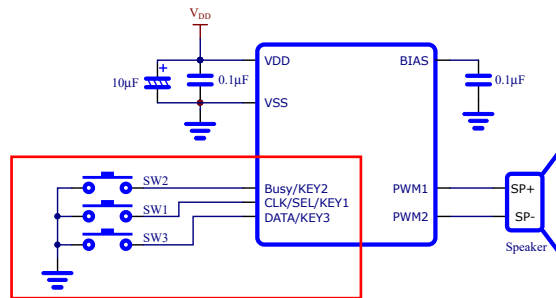 VDD
10µF
0.1µF
VDD
VSS
BIAS
0.1µF
SW2
SW1
SW3
Busy/KEY2
CLK/SEL/KEY1
DATA/KEY3
PWM1
PWM2
SP+
SP-
Speaker
+